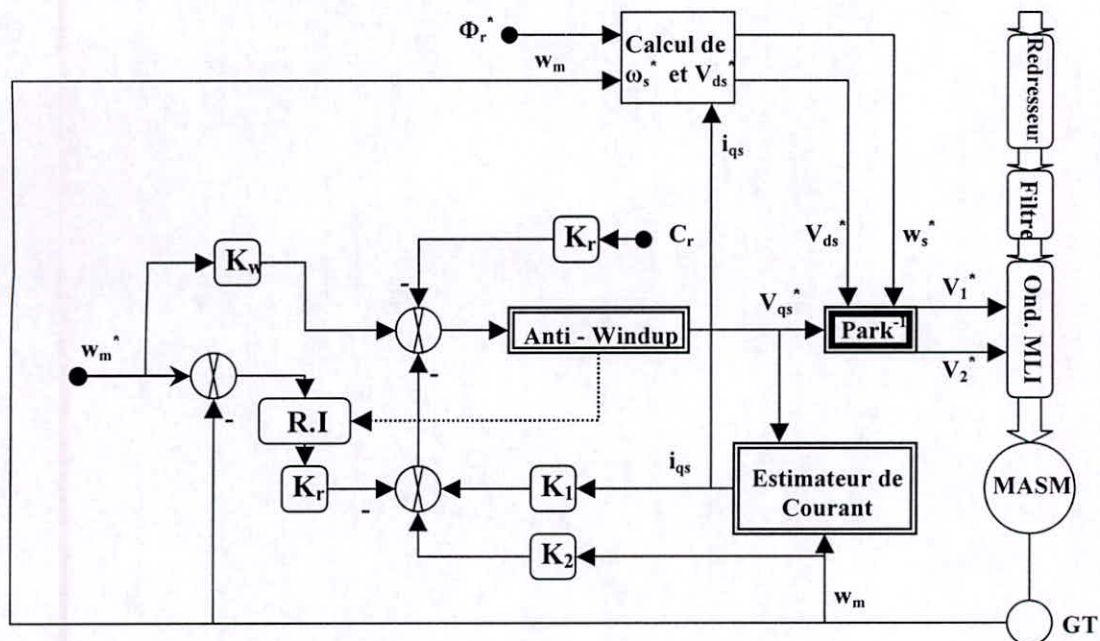 Φr*
wm
Calcul de
ωs* et Vds*
Redresseur
iqs
Filtre
Kr
Cr
Kw
Vds*
ws*
-
Vqs*
V1*
Ond. MLI
Anti - Windup
Park-1
wm*
-
V2*
R.I
-
iqs
Estimateur de
Courant
Kr
-
K1
MASM
K2
wm
GT